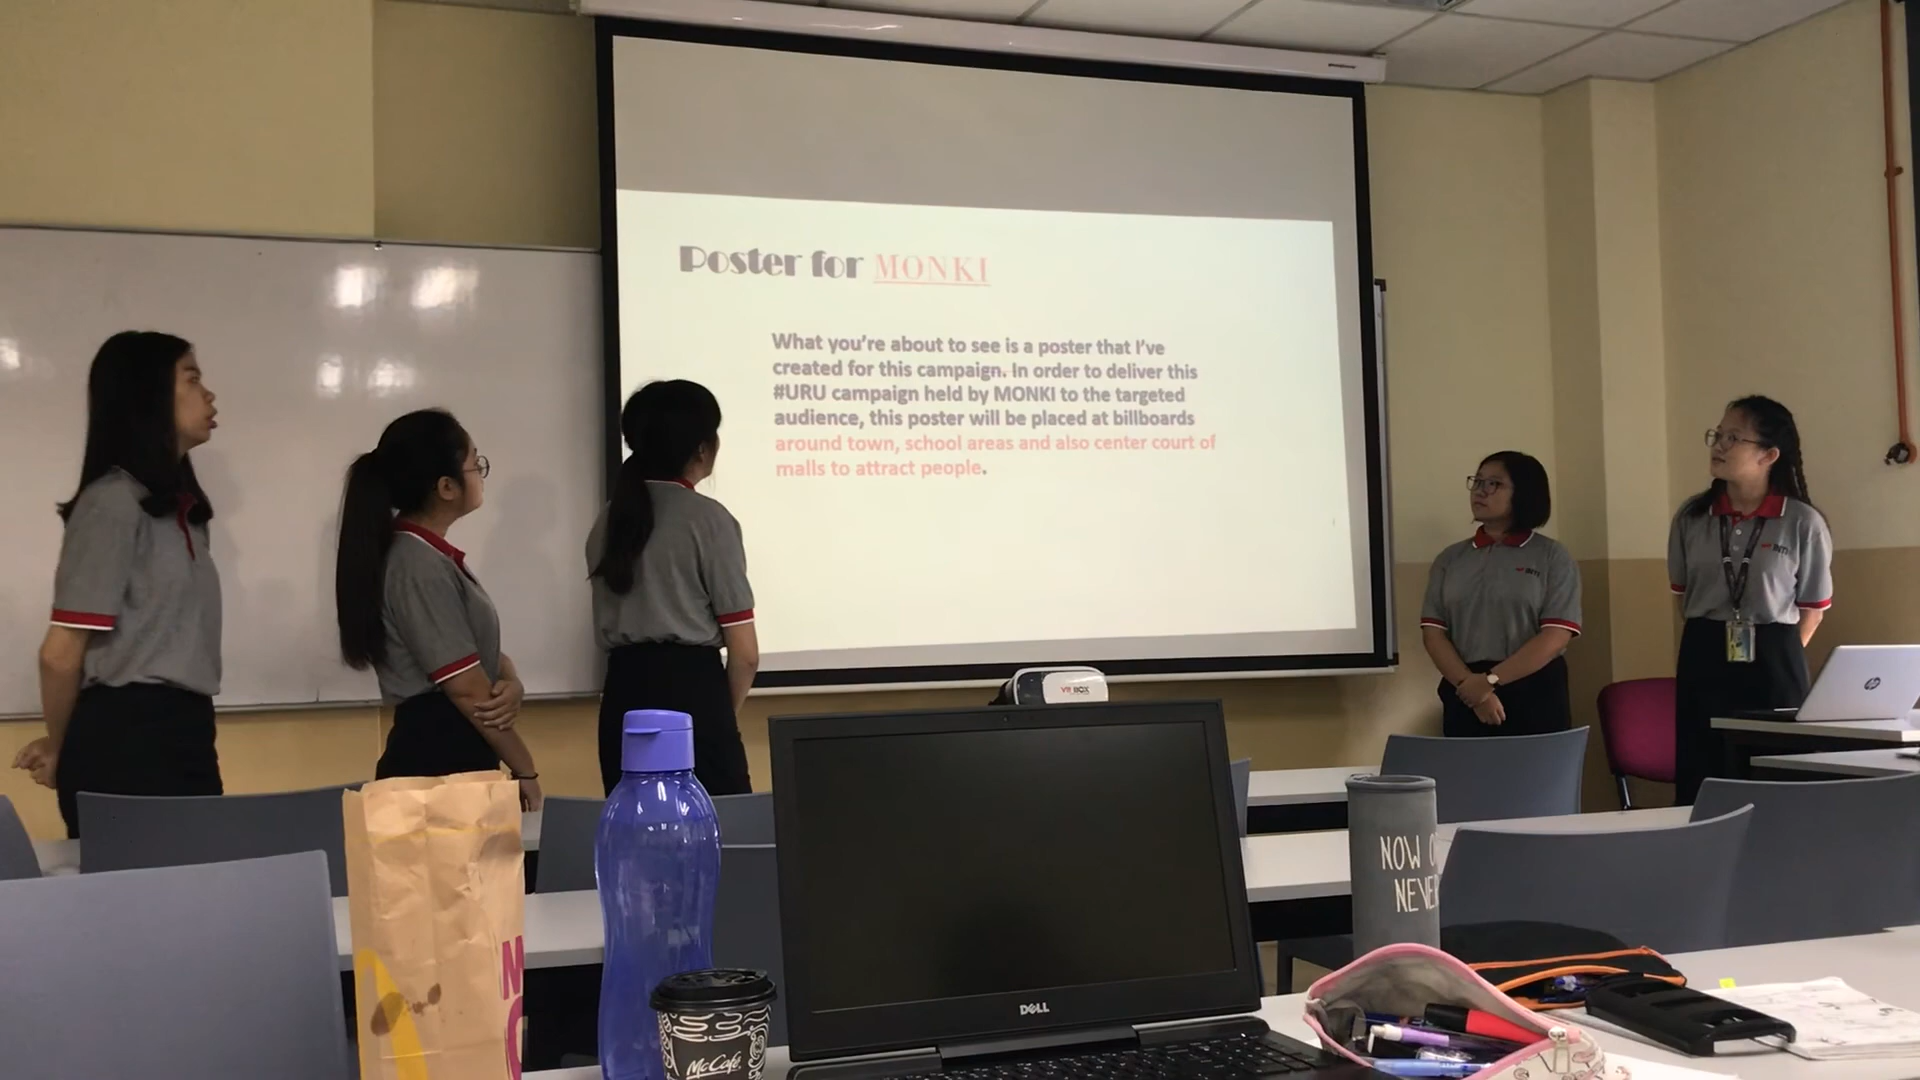 Poster for MONKI
What you're about to see is a poster that I've
created for this campaign. In order to deliver this
#URU campaign held by MONKI to the targeted
audience, this poster will be placed at billboards
around town, school areas and also center court of
malls to attract people.
VR BOX
hp
NOW
NEVER
DELL
McCafé